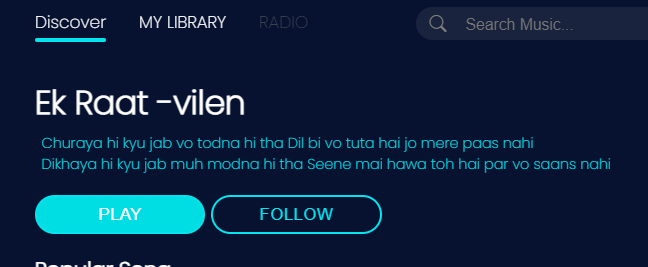 Discover MY LIBRARY RADIO Search Music...
Ek Raat -vilen
Churaya hi kyu jab vo todna hi tha Dil bi vo tuta hai jo mere paas nahi
Dikhaya hi kyu jab muh modna hi tha Seene mai hawa toh hai par vo saans nahi
PLAY FOLLOW
Popular Song